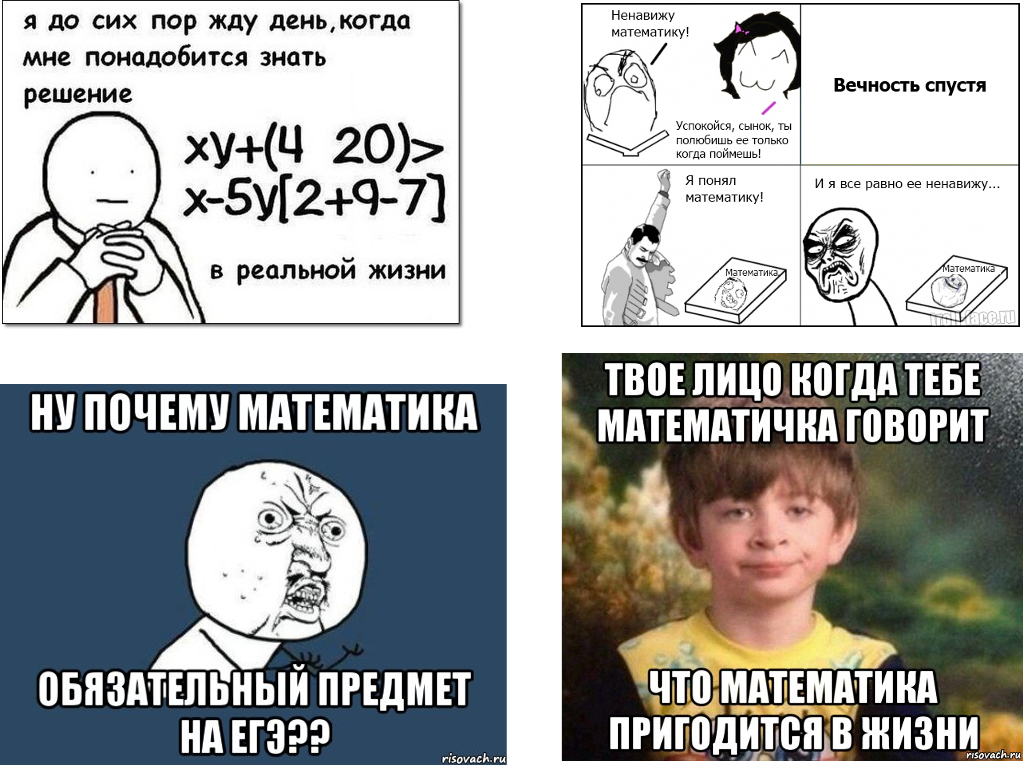 я до сих пор жду день,когда
мне понадобится знать
решение
xy+(4 20)>
x-5y[2+9-7]
в реальной жизни
Ненавижу
математику!
Успокойся, сынок, ты
полюбишь ее только
когда поймешь!
Вечность спустя
Я понял
математику!
Математика
И я все равно ее ненавижу...
Математика
НУ ПОЧЕМУ МАТЕМАТИКА
ОБЯЗАТЕЛЬНЫЙ ПРЕДМЕТ
НА ЕГЭ??
risovach.ru
ТВОЕ ЛИЦО КОГДА ТЕБЕ
МАТЕМАТИЧКА ГОВОРИТ
ЧТО МАТЕМАТИКА
ПРИГОДИТСЯ В ЖИЗНИ
risovach.ru